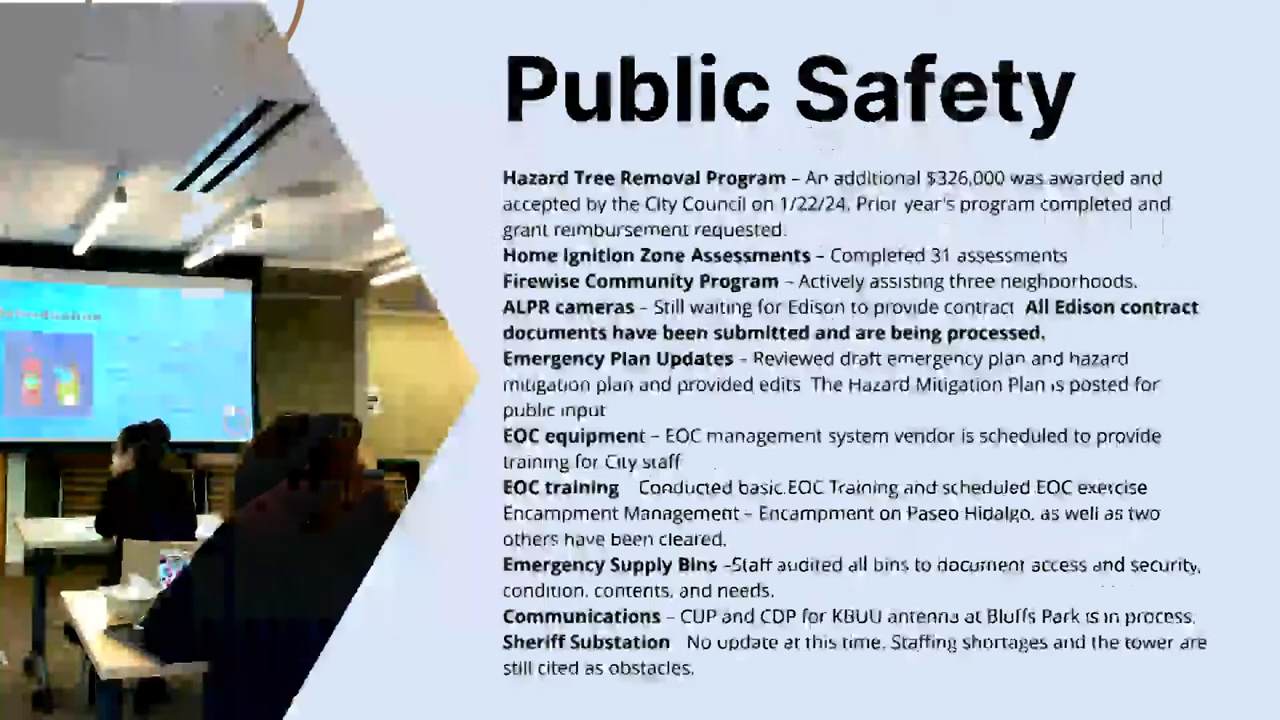 Public Safety
Hazard Tree Removal Program – An additional $326,000 was awarded and
accepted by the City Council on 1/22/24. Prior year's program completed and
grant reimbursement requested.
Home Ignition Zone Assessments – Completed 31 assessments
Firewise Community Program – Actively assisting three neighborhoods.
ALPR cameras – Still waiting for Edison to provide contract All Edison contract
documents have been submitted and are being processed.
Emergency Plan Updates – Reviewed draft emergency plan and hazard
mitigation plan and provided edits The Hazard Mitigation Plan is posted for
public input
EOC equipment – EOC management system vendor is scheduled to provide
training for City staff
EOC training Conducted basic EOC Training and scheduled EOC exercise
Encampment Management – Encampment on Paseo Hidalgo, as well as two
others have been cleared.
Emergency Supply Bins –Staff audited all bins to document access and security,
condition, contents, and needs.
Communications – CUP and CDP for KBUU antenna at Bluffs Park is in process.
Sheriff Substation No update at this time. Staffing shortages and the tower are
still cited as obstacles.